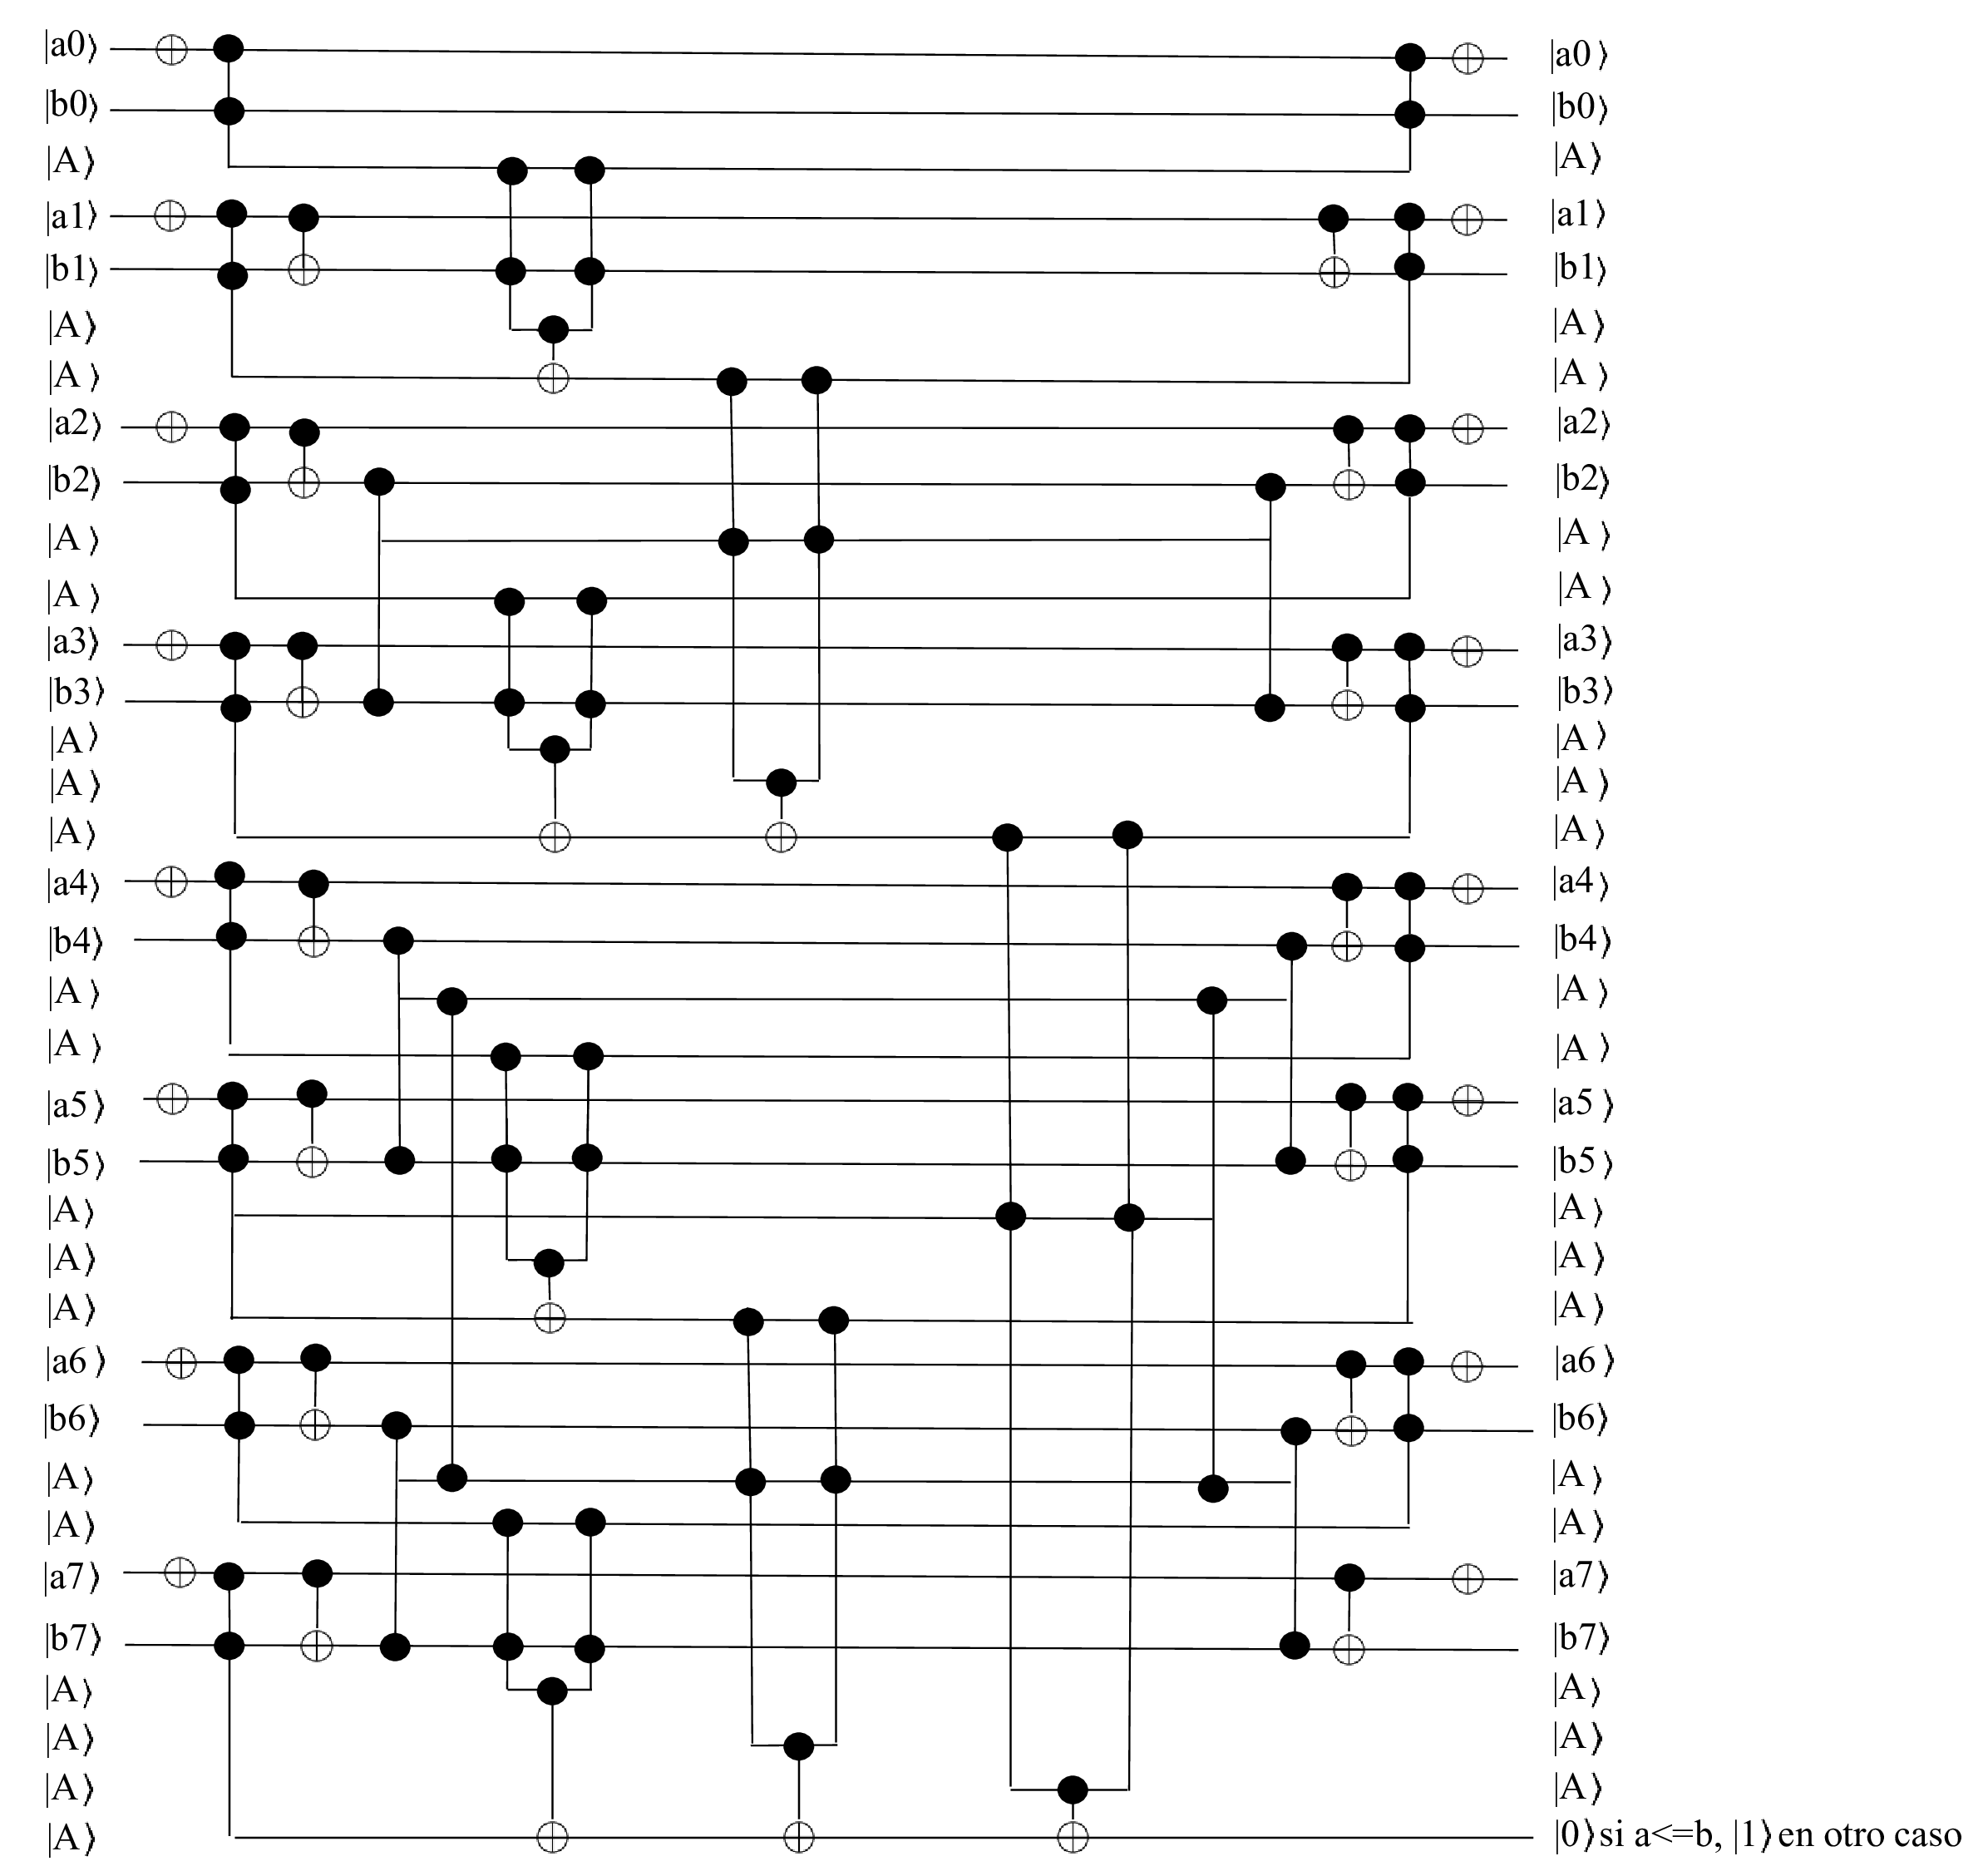 |a0⟩ |a0⟩
|b0⟩ |b0⟩
|A⟩ |A⟩
|a1⟩ |a1⟩
|b1⟩ |b1⟩
|A⟩ |A⟩
|A⟩ |A⟩
|a2⟩ |a2⟩
|b2⟩ |b2⟩
|A⟩ |A⟩
|A⟩ |A⟩
|a3⟩ |a3⟩
|b3⟩ |b3⟩
|A⟩ |A⟩
|A⟩ |A⟩
|A⟩ |A⟩
|a4⟩ |a4⟩
|b4⟩ |b4⟩
|A⟩ |A⟩
|A⟩ |A⟩
|a5⟩ |a5⟩
|b5⟩ |b5⟩
|A⟩ |A⟩
|A⟩ |A⟩
|A⟩ |A⟩
|a6⟩ |a6⟩
|b6⟩ |b6⟩
|A⟩ |A⟩
|A⟩ |A⟩
|a7⟩ |a7⟩
|b7⟩ |b7⟩
|A⟩ |A⟩
|A⟩ |A⟩
|A⟩ |A⟩
|A⟩ |0⟩ si a<=b, |1⟩ en otro caso